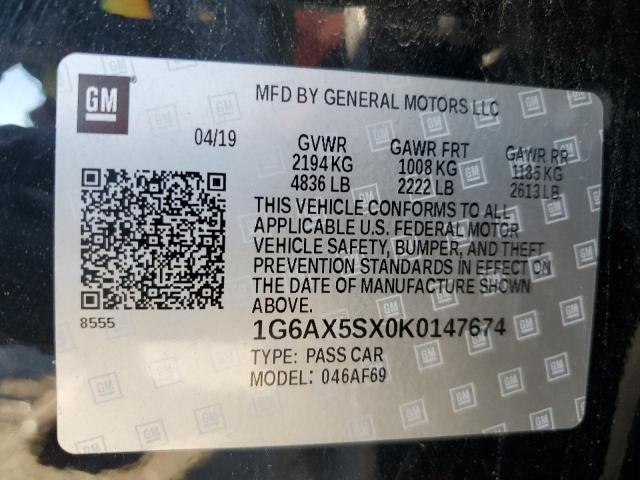 GM
MFD BY GENERAL MOTORS LLC
04/19
GVWR GAWR FRT GAWR RR
2194 KG 1008 KG 1185 KG
4836 LB 2222 LB 2613 LB
THIS VEHICLE CONFORMS TO ALL
APPLICABLE U.S. FEDERAL MOTOR
VEHICLE SAFETY, BUMPER, AND THEFT
PREVENTION STANDARDS IN EFFECT ON
THE DATE OF MANUFACTURE SHOWN
ABOVE.
8555
1G6AX5SX0K0147674
TYPE: PASS CAR
MODEL: 046AF69